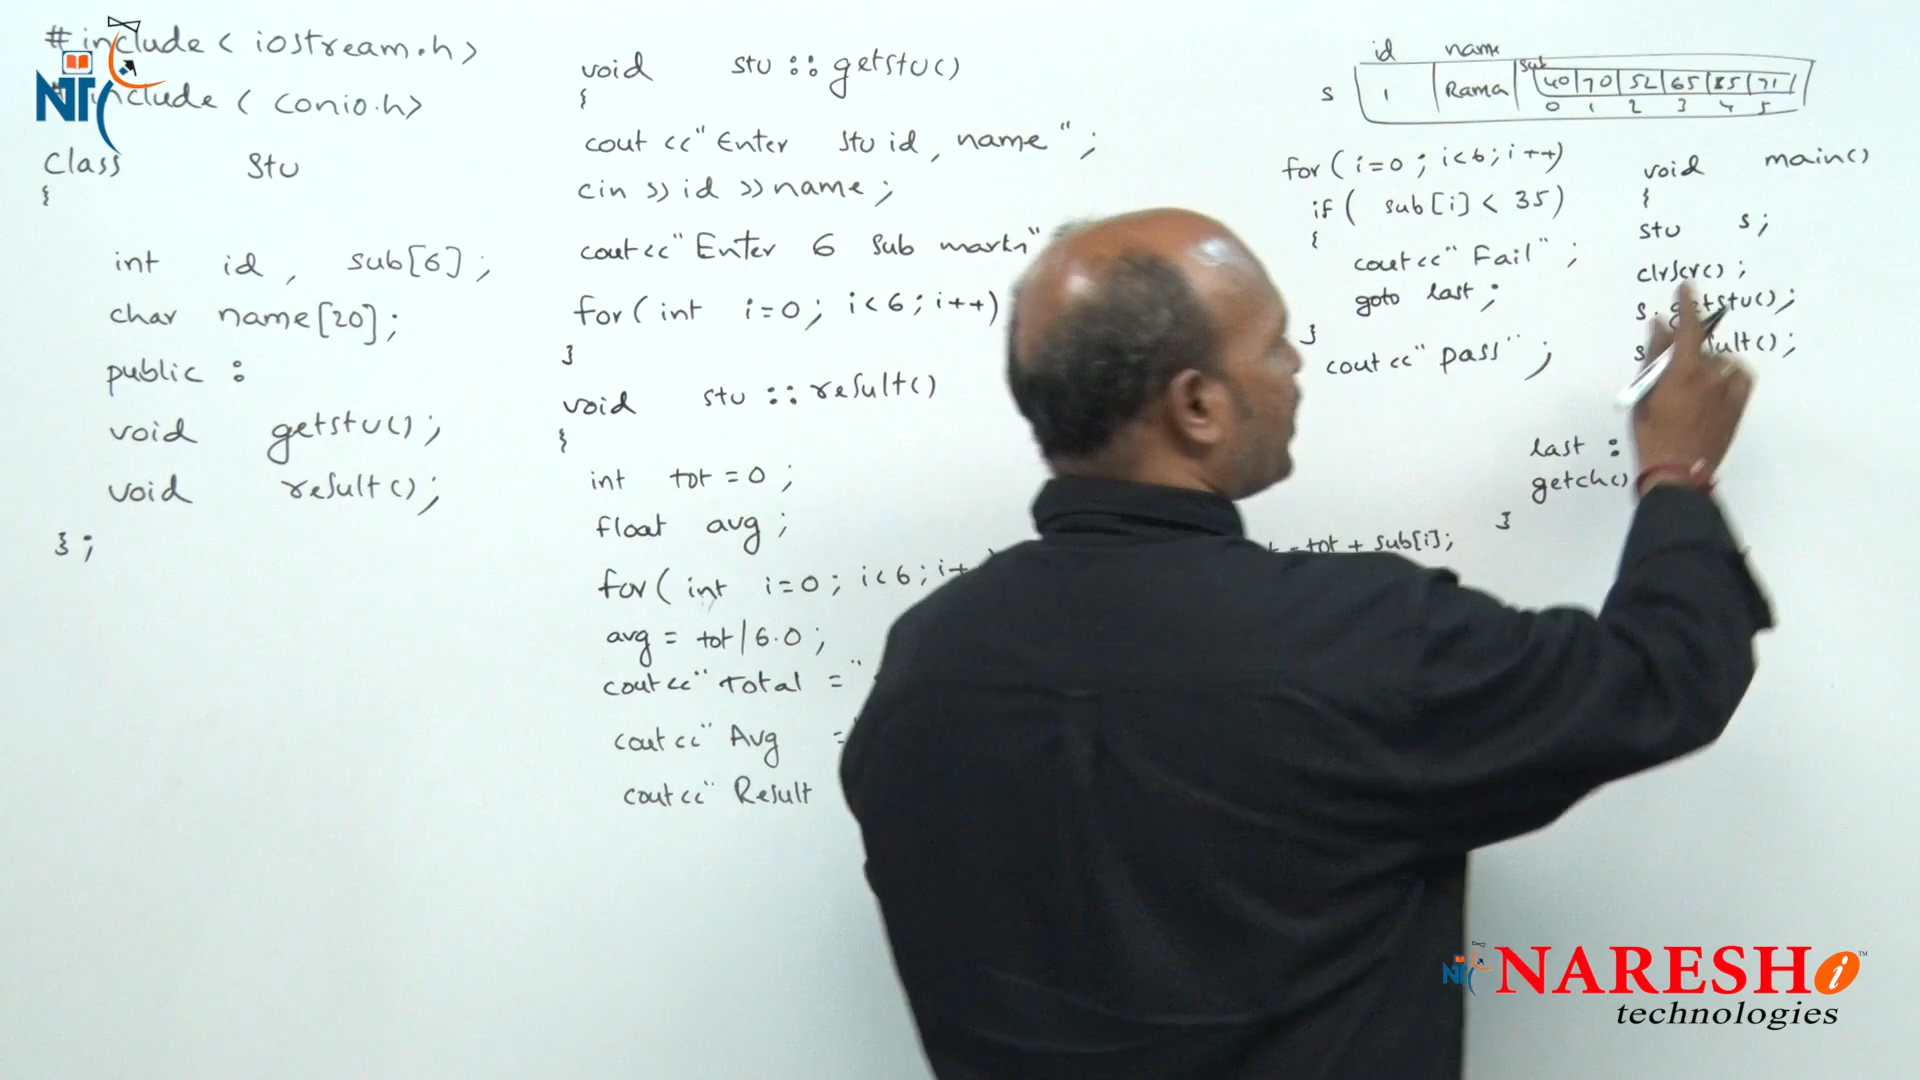 #include < iostream.h >
#include < conio.h >
Class Stu
{
int id , sub[6] ;
char name[20] ;
public :
void getstu() ;
void result() ;
} ;
void stu :: getstu()
{
cout << "Enter stu id , name " ;
cin >> id >> name ;
cout << "Enter 6 sub marks"
for ( int i=0 ; i<6 ; i++)
}
void stu :: result()
{
int tot = 0 ;
float avg ;
for ( int i=0 ; i<6 ; i++
avg = tot / 6.0 ;
cout << "Total = "
= tot + sub[i];
cout << "Avg =
cout << "Result
id name
sub
s 1 Rama 40 70 52 65 85 71
0 1 2 3 4 5
for ( i=0 ; i<6 ; i++)
if ( sub[i] < 35)
{
cout << "Fail" ;
goto last ;
}
cout << "pass" ;
last :
getch()
}
void main()
{
stu s ;
clrscr() ;
s. getstu() ;
s ult() ;
NT
NARESH i ™
technologies